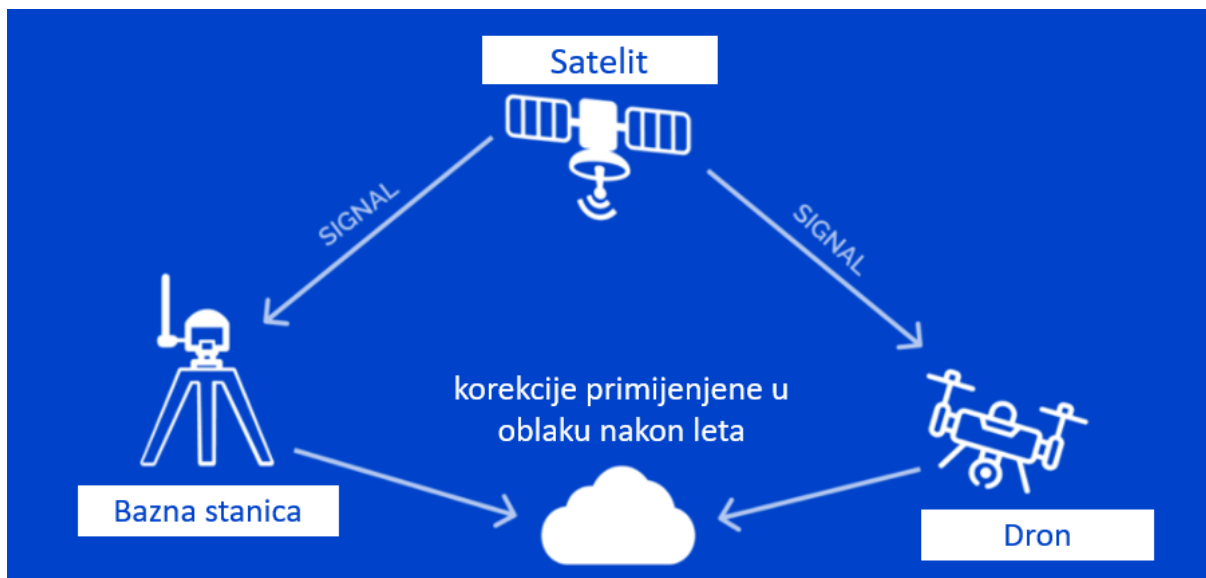 Satelit
SIGNAL
SIGNAL
korekcije primijenjene u
oblaku nakon leta
Bazna stanica
Dron